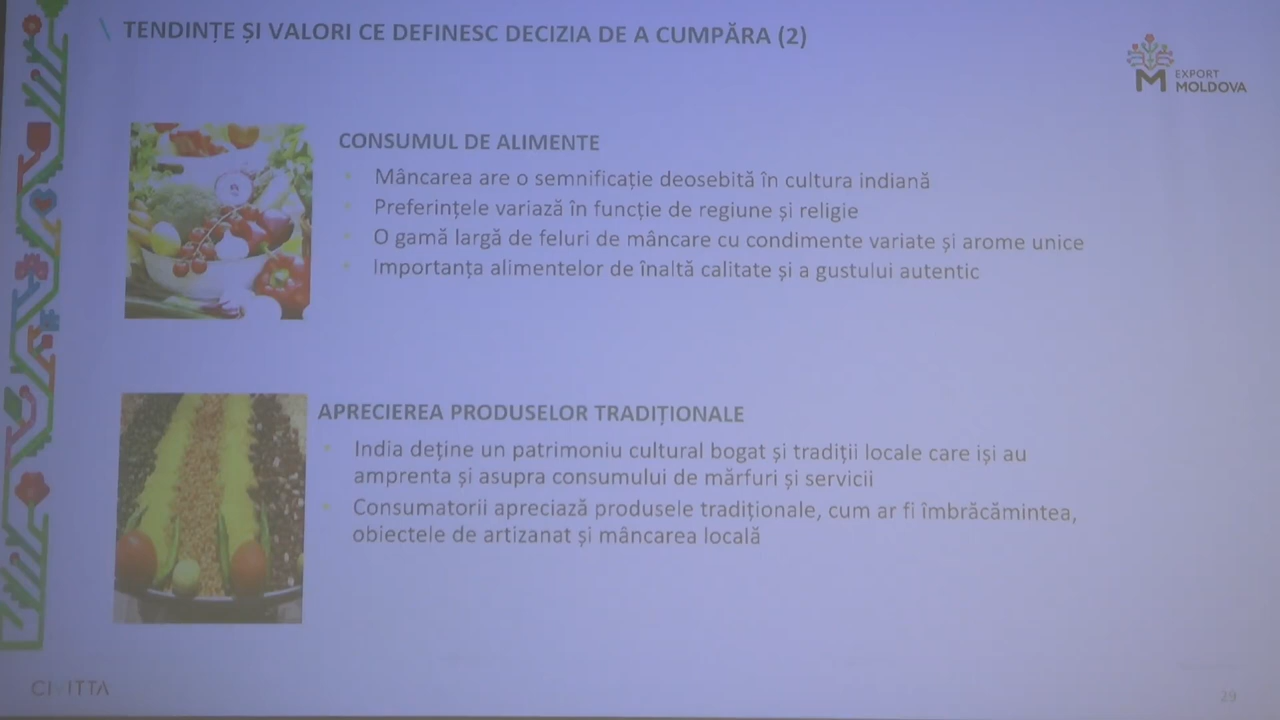 TENDINȚE ȘI VALORI CE DEFINESC DECIZIA DE A CUMPĂRA (2)
EXPORT
MOLDOVA
CONSUMUL DE ALIMENTE
Mâncarea are o semnificație deosebită în cultura indiană
Preferințele variază în funcție de regiune și religie
O gamă largă de feluri de mâncare cu condimente variate și arome unice
Importanța alimentelor de înaltă calitate și a gustului autentic
APRECIEREA PRODUSELOR TRADIȚIONALE
India deține un patrimoniu cultural bogat și tradiții locale care iși au
amprenta și asupra consumului de mărfuri și servicii
Consumatorii apreciază produsele tradiționale, cum ar fi îmbrăcămintea,
obiectele de artizanat și mâncarea locală
CIVITTA
29